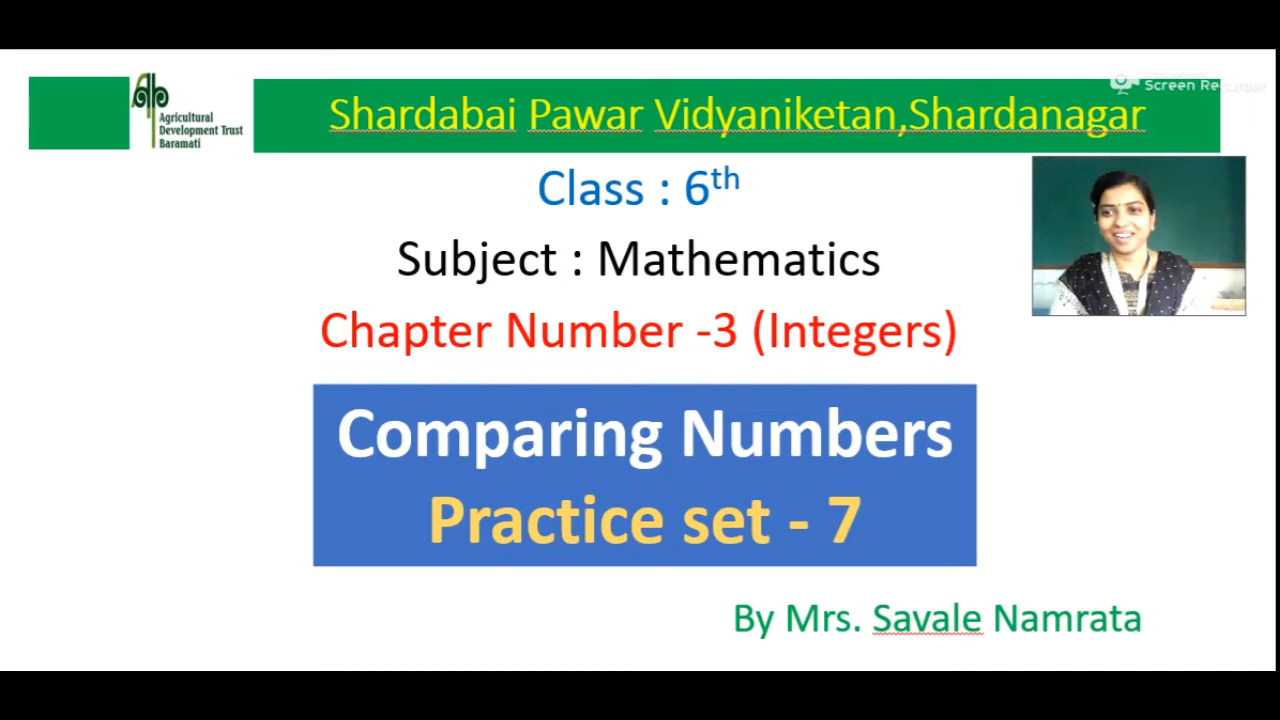 Screen Recorder
Shardabai Pawar Vidyaniketan,Shardanagar
Agricultural
Development Trust
Baramati
Class : 6th
Subject : Mathematics
Chapter Number -3 (Integers)
Comparing Numbers
Practice set - 7
By Mrs. Savale Namrata